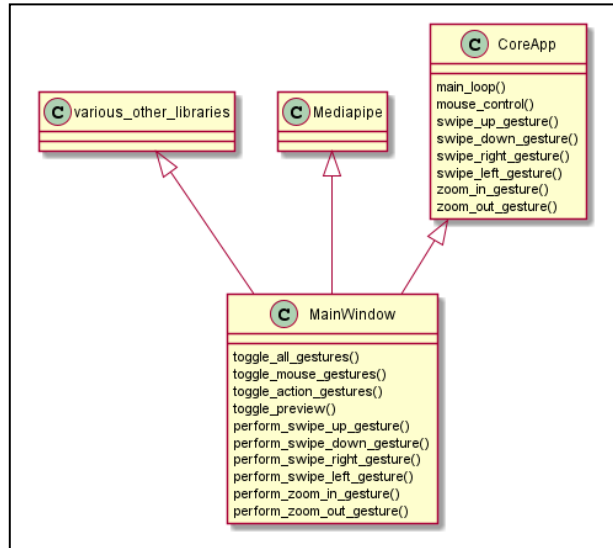 C CoreApp
main_loop()
mouse_control()
swipe_up_gesture()
swipe_down_gesture()
swipe_right_gesture()
swipe_left_gesture()
zoom_in_gesture()
zoom_out_gesture()
C various_other_libraries
C Mediapipe
C MainWindow
toggle_all_gestures()
toggle_mouse_gestures()
toggle_action_gestures()
toggle_preview()
perform_swipe_up_gesture()
perform_swipe_down_gesture()
perform_swipe_right_gesture()
perform_swipe_left_gesture()
perform_zoom_in_gesture()
perform_zoom_out_gesture()